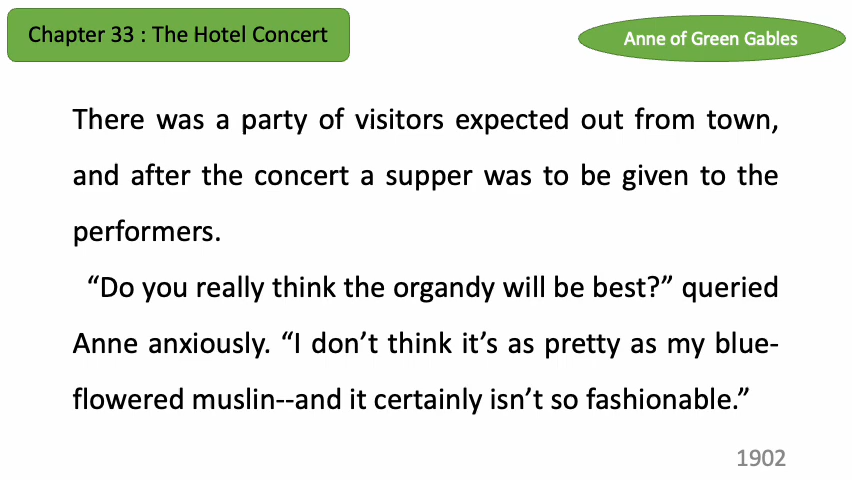 Chapter 33 : The Hotel Concert
Anne of Green Gables
There was a party of visitors expected out from town,
and after the concert a supper was to be given to the
performers.
“Do you really think the organdy will be best?” queried
Anne anxiously. “I don’t think it’s as pretty as my blue-
flowered muslin--and it certainly isn’t so fashionable.”
1902